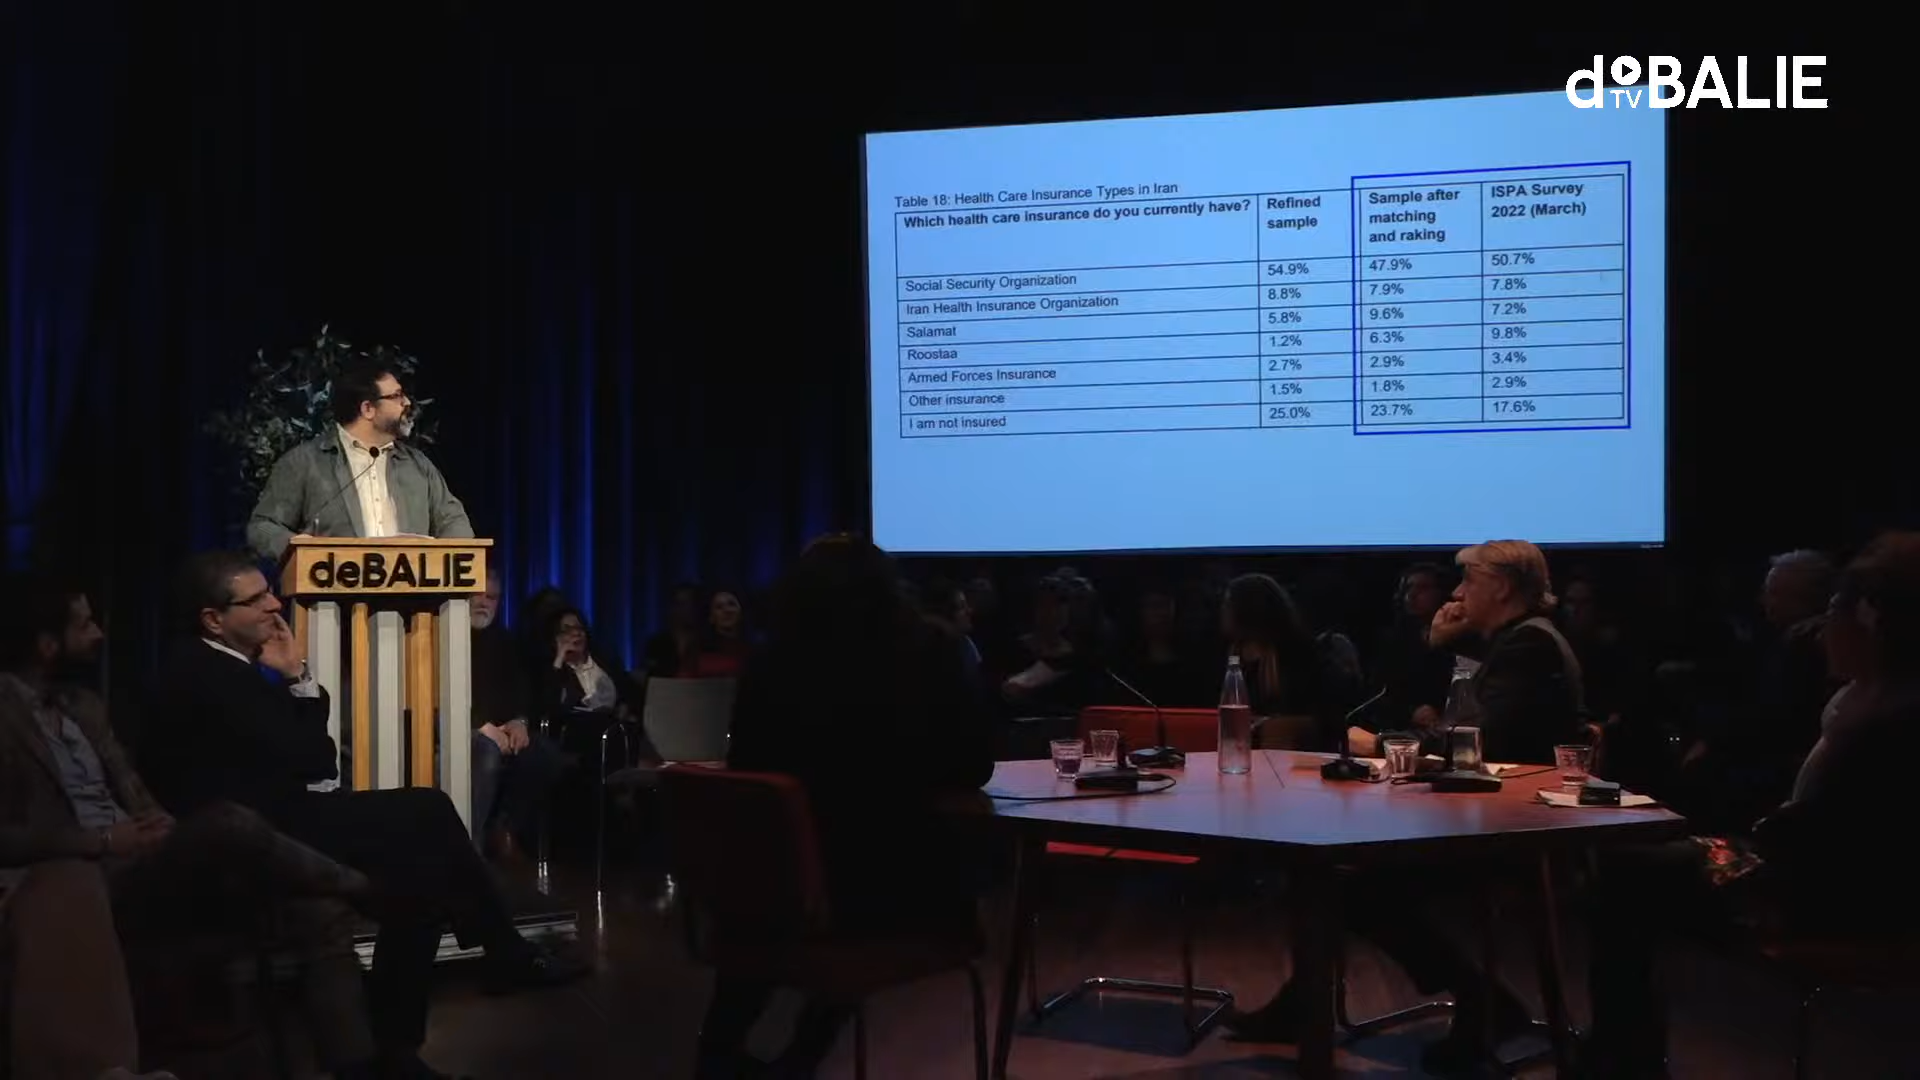 doBALIE
TV
Table 18: Health Care Insurance Types in Iran
Which health care insurance do you currently have? Refined sample Sample after matching and raking ISPA Survey 2022 (March)
Social Security Organization 54.9% 47.9% 50.7%
Iran Health Insurance Organization 8.8% 7.9% 7.8%
Salamat 5.8% 9.6% 7.2%
Roostaa 1.2% 6.3% 9.8%
Armed Forces Insurance 2.7% 2.9% 3.4%
Other insurance 1.5% 1.8% 2.9%
I am not insured 25.0% 23.7% 17.6%
deBALIE